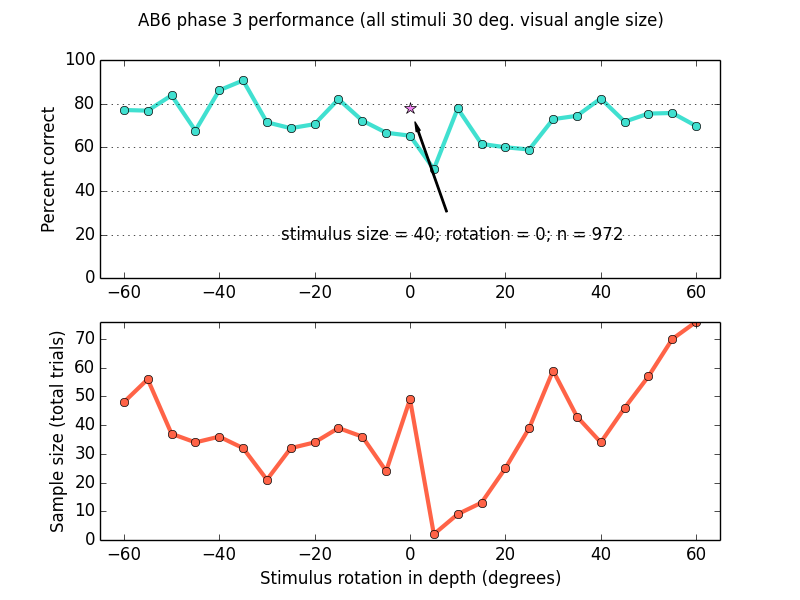 AB6 phase 3 performance (all stimuli 30 deg. visual angle size)
100
80
60
40
20
0
Percent correct
stimulus size = 40; rotation = 0; n = 972
−60 −40 −20 0 20 40 60
70
60
50
40
30
20
10
0
Sample size (total trials)
−60 −40 −20 0 20 40 60
Stimulus rotation in depth (degrees)